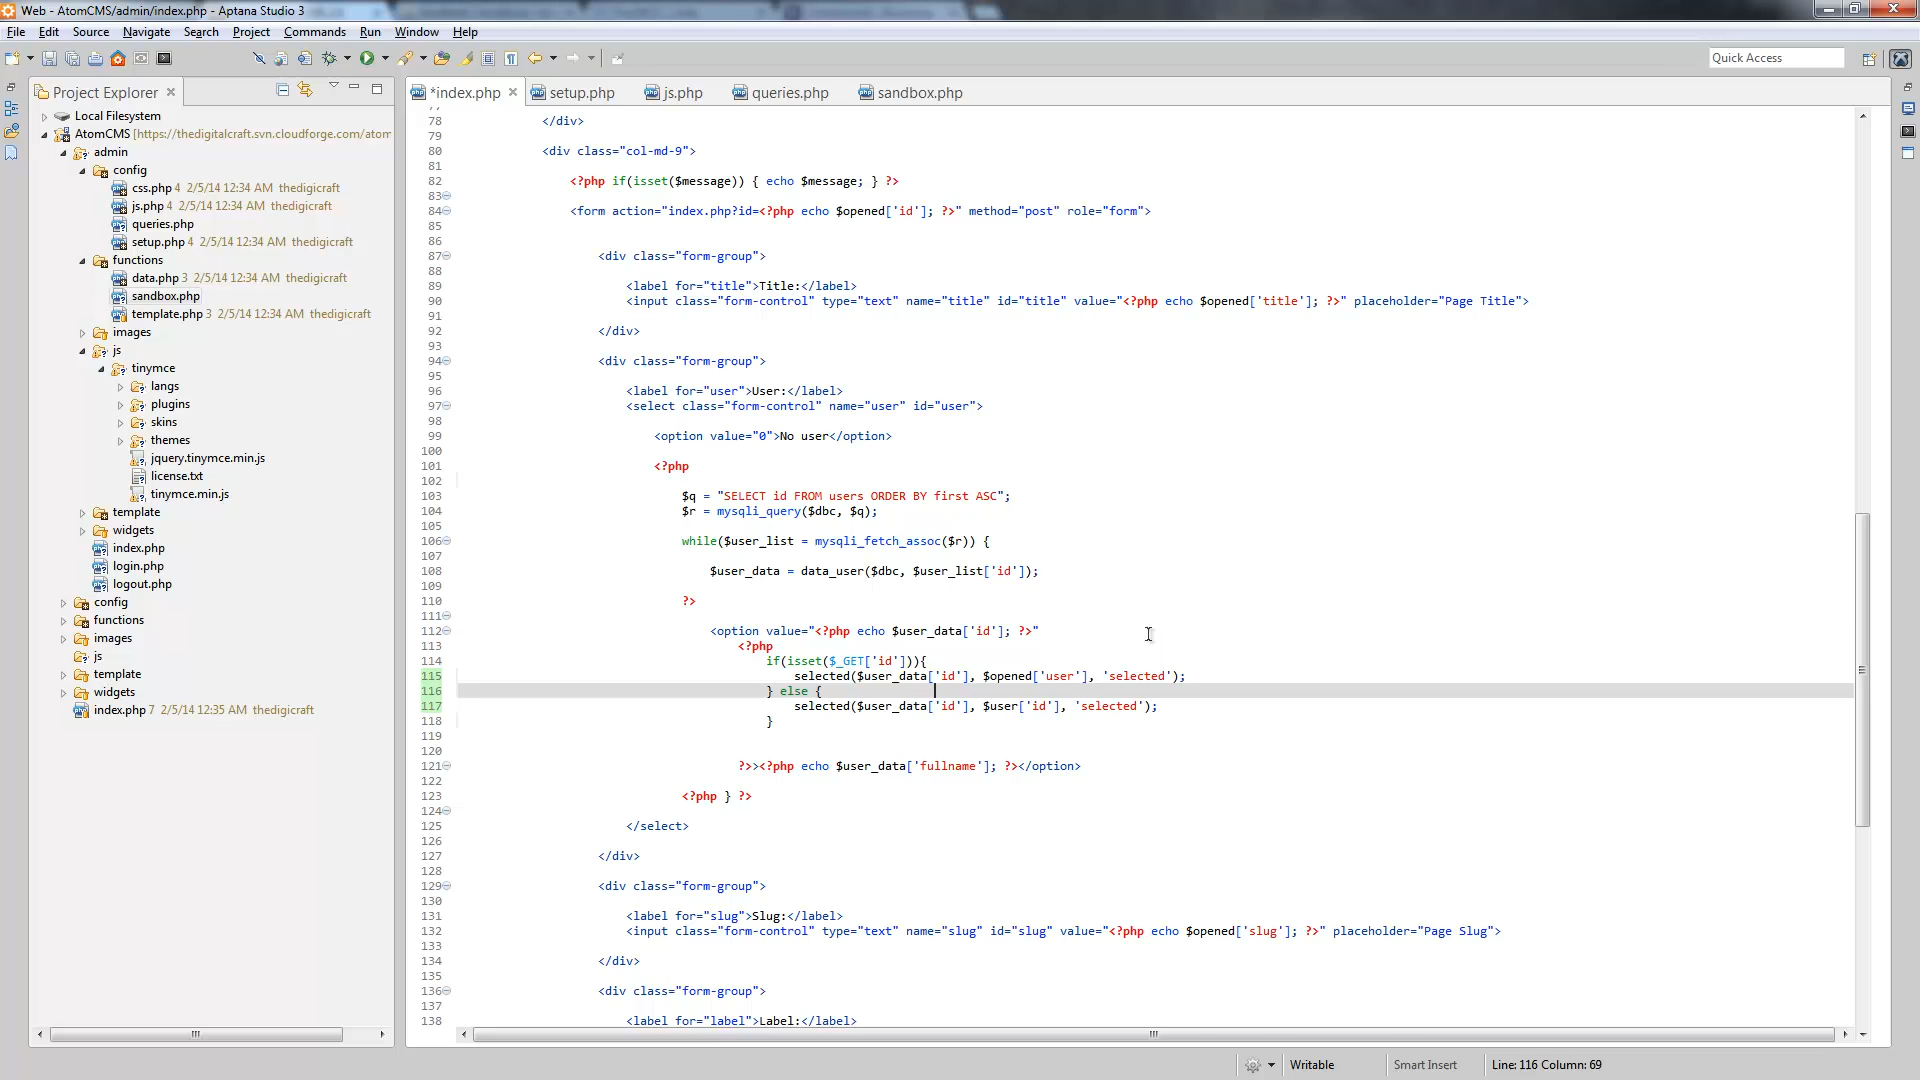 Web - AtomCMS/admin/index.php - Aptana Studio 3
File Edit Source Navigate Search Project Commands Run Window Help
Quick Access
Project Explorer
*index.php setup.php js.php queries.php sandbox.php
Local Filesystem
AtomCMS [https://thedigitalcraft.svn.cloudforge.com/atom
admin
config
css.php 4 2/5/14 12:34 AM thedigicraft
js.php 4 2/5/14 12:34 AM thedigicraft
queries.php
setup.php 4 2/5/14 12:34 AM thedigicraft
functions
data.php 3 2/5/14 12:34 AM thedigicraft
sandbox.php
template.php 3 2/5/14 12:34 AM thedigicraft
images
js
tinymce
langs
plugins
skins
themes
jquery.tinymce.min.js
license.txt
tinymce.min.js
template
widgets
index.php
login.php
logout.php
config
functions
images
js
template
widgets
index.php 7 2/5/14 12:35 AM thedigicraft
77
78 </div>
79
80 <div class="col-md-9">
81
82 <?php if(isset($message)) { echo $message; } ?>
83
84 <form action="index.php?id=<?php echo $opened['id']; ?>" method="post" role="form">
85
86
87 <div class="form-group">
88
89 <label for="title">Title:</label>
90 <input class="form-control" type="text" name="title" id="title" value="<?php echo $opened['title']; ?>" placeholder="Page Title">
91
92 </div>
93
94 <div class="form-group">
95
96 <label for="user">User:</label>
97 <select class="form-control" name="user" id="user">
98
99 <option value="0">No user</option>
100
101 <?php
102
103 $q = "SELECT id FROM users ORDER BY first ASC";
104 $r = mysqli_query($dbc, $q);
105
106 while($user_list = mysqli_fetch_assoc($r)) {
107
108 $user_data = data_user($dbc, $user_list['id']);
109
110 ?>
111
112 <option value="<?php echo $user_data['id']; ?>"
113 <?php
114 if(isset($_GET['id'])){
115 selected($user_data['id'], $opened['user'], 'selected');
116 } else {
117 selected($user_data['id'], $user['id'], 'selected');
118 }
119
120
121 ?>><?php echo $user_data['fullname']; ?></option>
122
123 <?php } ?>
124
125 </select>
126
127 </div>
128
129 <div class="form-group">
130
131 <label for="slug">Slug:</label>
132 <input class="form-control" type="text" name="slug" id="slug" value="<?php echo $opened['slug']; ?>" placeholder="Page Slug">
133
134 </div>
135
136 <div class="form-group">
137
138 <label for="label">Label:</label>
Writable Smart Insert Line: 116 Column: 69